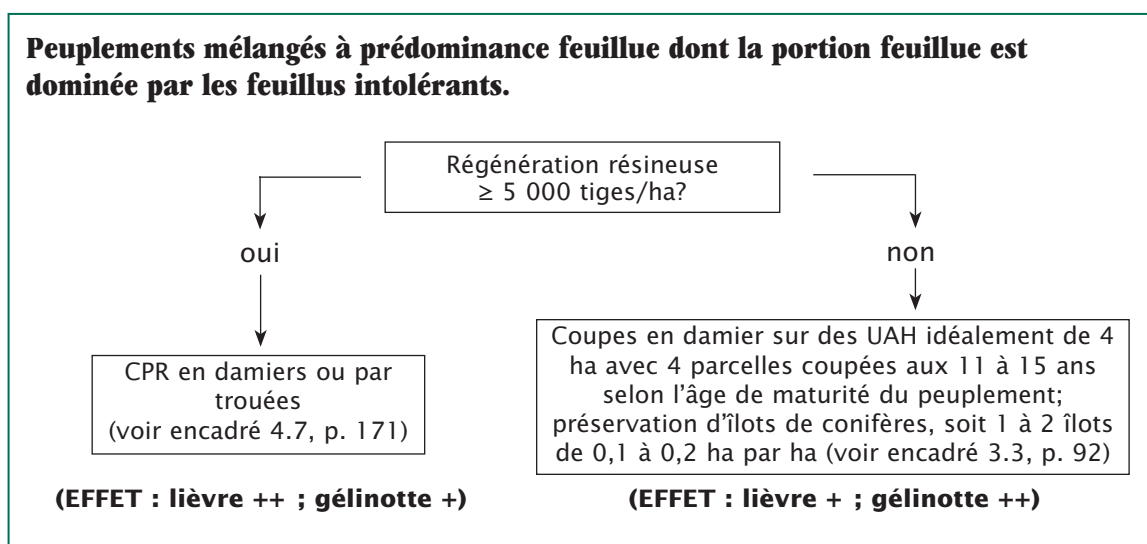 Peuplements mélangés à prédominance feuillue dont la portion feuillue est
dominée par les feuillus intolérants.
Régénération résineuse
≥ 5 000 tiges/ha?
oui
non
CPR en damiers ou par
trouées
(voir encadré 4.7, p. 171)
Coupes en damier sur des UAH idéalement de 4
ha avec 4 parcelles coupées aux 11 à 15 ans
selon l'âge de maturité du peuplement;
préservation d'îlots de conifères, soit 1 à 2 îlots
de 0,1 à 0,2 ha par ha (voir encadré 3.3, p. 92)
(EFFET : lièvre ++ ; gélinotte +)
(EFFET : lièvre + ; gélinotte ++)